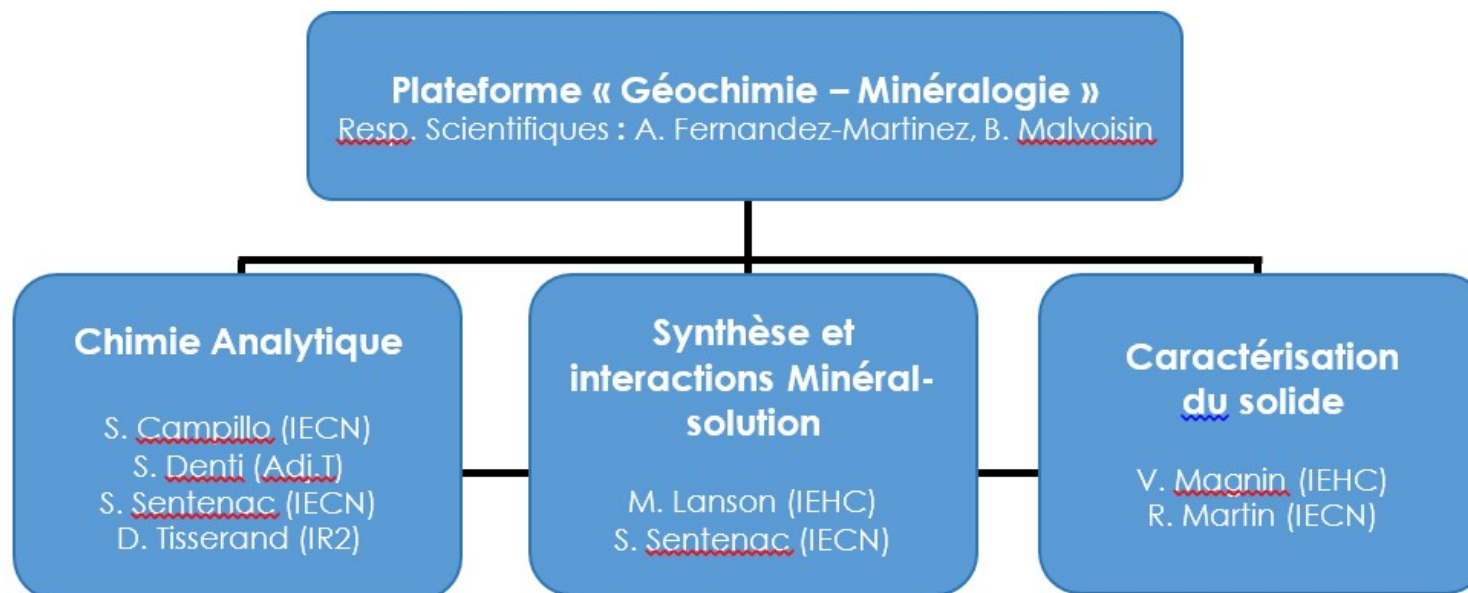 Plateforme « Géochimie – Minéralogie »
Resp. Scientifiques : A. Fernandez-Martinez, B. Malvoisin
Chimie Analytique
S. Campillo (IECN)
S. Denti (Adj.T)
S. Sentenac (IECN)
D. Tisserand (IR2)
Synthèse et
interactions Minéral-
solution
M. Lanson (IEHC)
S. Sentenac (IECN)
Caractérisation
du solide
V. Magnin (IEHC)
R. Martin (IECN)